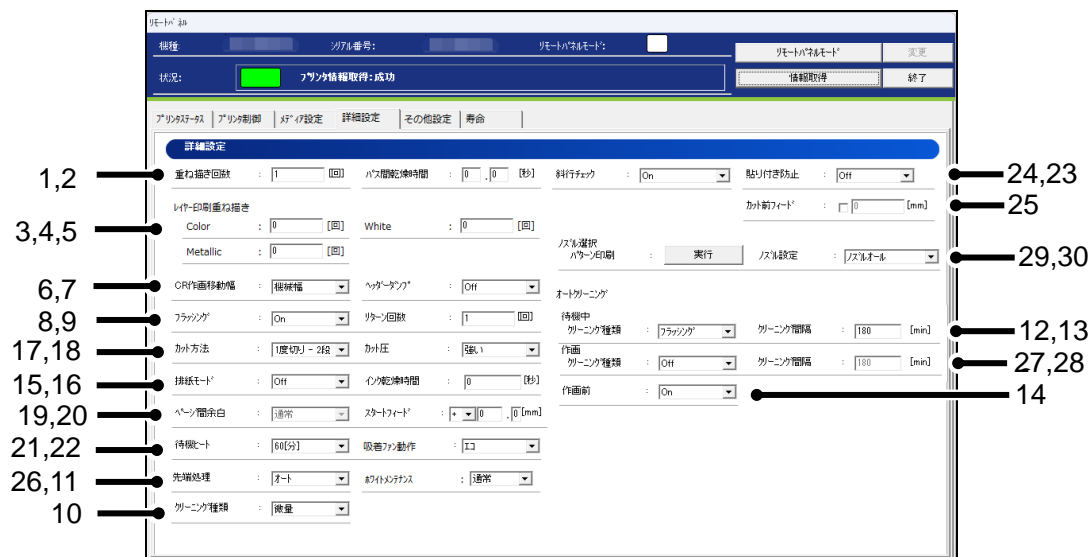 リモートパネル
機種: シリアル番号: リモートパネルモード: リモートパネルモード 変更
状況: プリンタ情報取得:成功 情報取得 終了
プリンタステータス プリンタ制御 メディア設定 詳細設定 その他設定 寿命
詳細設定
1,2 重ね描き回数 : 1 [回] パス間乾燥時間 : 0 . 0 [秒] 斜行チェック : On 貼り付き防止 : Off 24,23
レイヤー印刷重ね描き カット前フィード : 0 [mm] 25
3,4,5 Color : 0 [回] White : 0 [回]
Metallic : 0 [回]
ノズル選択
パターン印刷 : 実行 ノズル設定 : ノズルオール 29,30
6,7 CR作画移動幅 : 機械幅 ヘッダーダンプ : Off
オートクリーニング
8,9 フラッシング : On リターン回数 : 1 [回]
待機中
クリーニング種類 : フラッシング クリーニング間隔 : 180 [min] 12,13
17,18 カット方法 : 1度切り - 2段 カット圧 : 強い
作画
クリーニング種類 : Off クリーニング間隔 : 180 [min] 27,28
15,16 排紙モード : Off インク乾燥時間 : 0 [秒]
作画前 : On 14
19,20 ページ間余白 : 通常 スタートフィード : + 0 . 0 [mm]
21,22 待機ヒート : 60[分] 吸着ファン動作 : エコ
26,11 先端処理 : オート ホワイトメンテナンス : 通常
10 クリーニング種類 : 微量